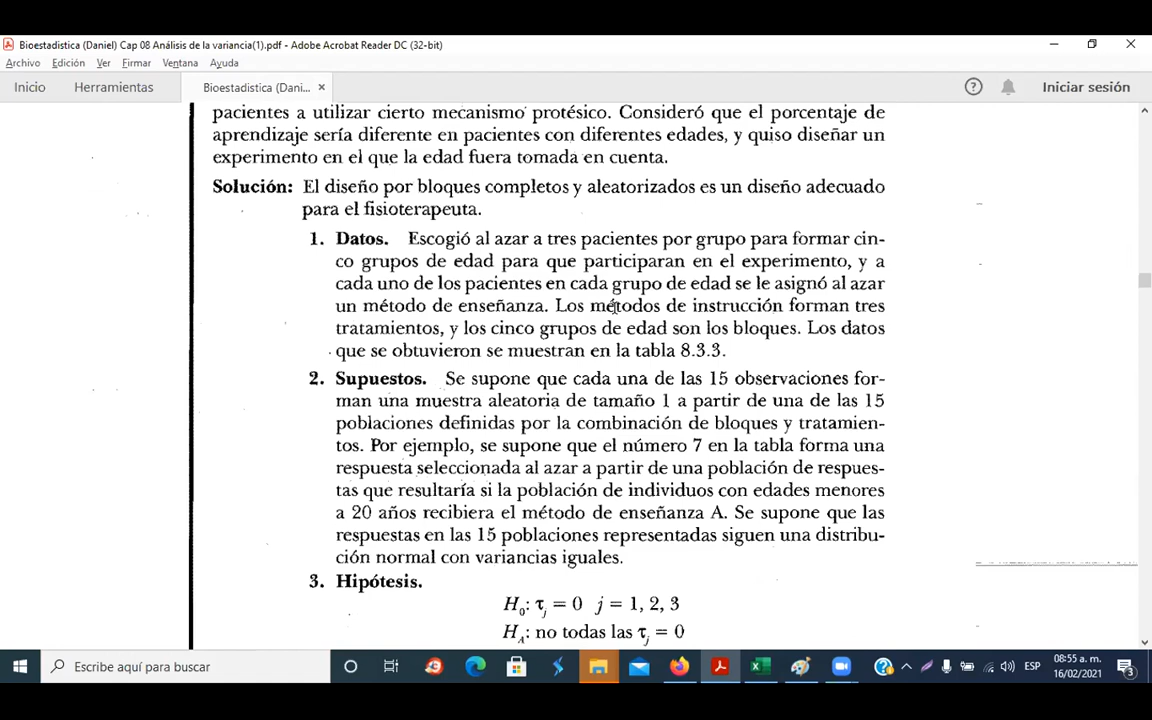 Bioestadistica (Daniel) Cap 08 Análisis de la variancia(1).pdf - Adobe Acrobat Reader DC (32-bit)
Archivo Edición Ver Firmar Ventana Ayuda
Inicio Herramientas Bioestadistica (Dani... × Iniciar sesión
pacientes a utilizar cierto mecanismo protésico. Consideró que el porcentaje de
aprendizaje sería diferente en pacientes con diferentes edades, y quiso diseñar un
experimento en el que la edad fuera tomada en cuenta.
Solución: El diseño por bloques completos y aleatorizados es un diseño adecuado
para el fisioterapeuta.
1. Datos. Escogió al azar a tres pacientes por grupo para formar cin-
co grupos de edad para que participaran en el experimento, y a
cada uno de los pacientes en cada grupo de edad se le asignó al azar
un método de enseñanza. Los métodos de instrucción forman tres
tratamientos, y los cinco grupos de edad son los bloques. Los datos
que se obtuvieron se muestran en la tabla 8.3.3.
2. Supuestos. Se supone que cada una de las 15 observaciones for-
man una muestra aleatoria de tamaño 1 a partir de una de las 15
poblaciones definidas por la combinación de bloques y tratamien-
tos. Por ejemplo, se supone que el número 7 en la tabla forma una
respuesta seleccionada al azar a partir de una población de respues-
tas que resultaría si la población de individuos con edades menores
a 20 años recibiera el método de enseñanza A. Se supone que las
respuestas en las 15 poblaciones representadas siguen una distribu-
ción normal con variancias iguales.
3. Hipótesis.
H₀: τⱼ = 0 j = 1, 2, 3
H_A: no todas las τⱼ = 0
Escribe aquí para buscar
ESP
08:55 a. m.
16/02/2021
3